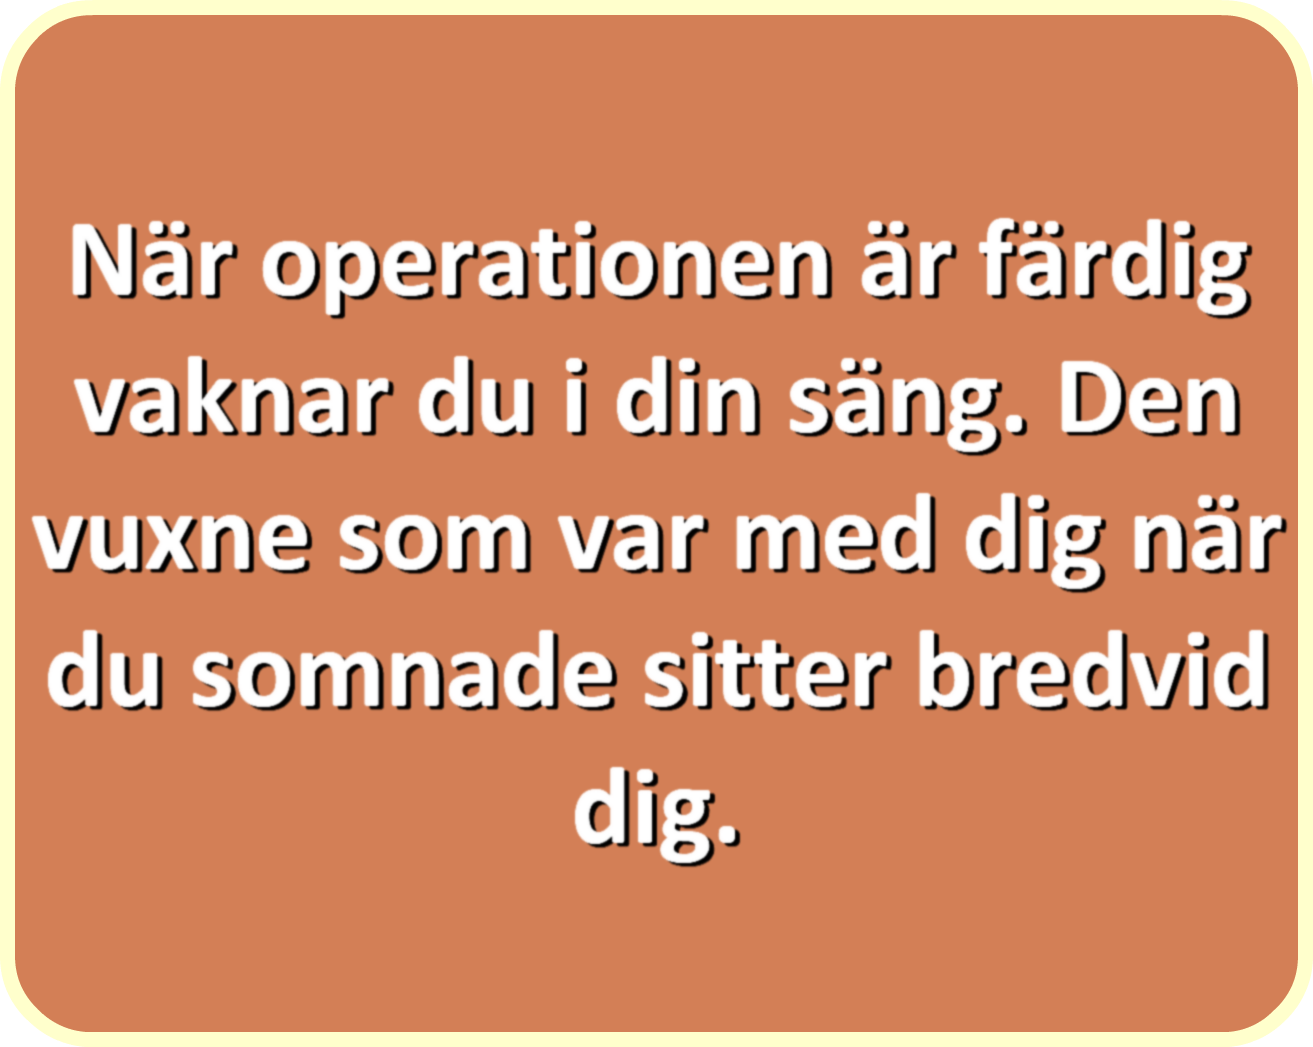 När operationen är färdig
vaknar du i din säng. Den
vuxne som var med dig när
du somnade sitter bredvid
dig.